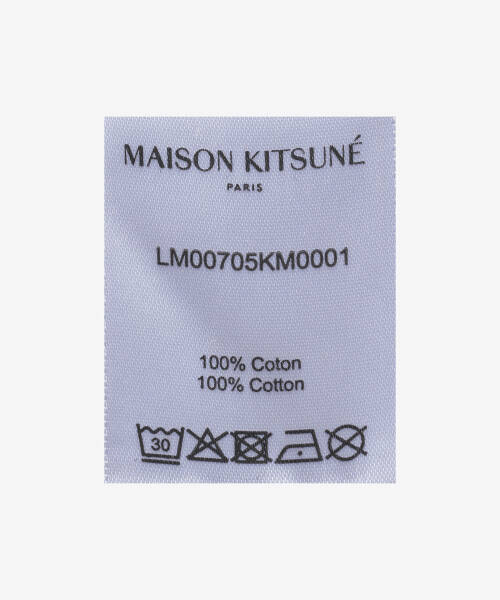 MAISON KITSUNÉ
PARIS
LM00705KM0001
100% Coton
100% Cotton
30